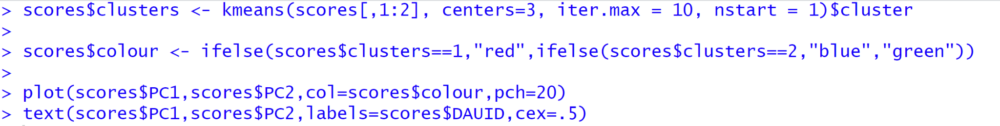 > scores$clusters <- kmeans(scores[,1:2], centers=3, iter.max = 10, nstart = 1)$cluster
>
> scores$colour <- ifelse(scores$clusters==1,"red",ifelse(scores$clusters==2,"blue","green"))
>
> plot(scores$PC1,scores$PC2,col=scores$colour,pch=20)
> text(scores$PC1,scores$PC2,labels=scores$DAUID,cex=.5)